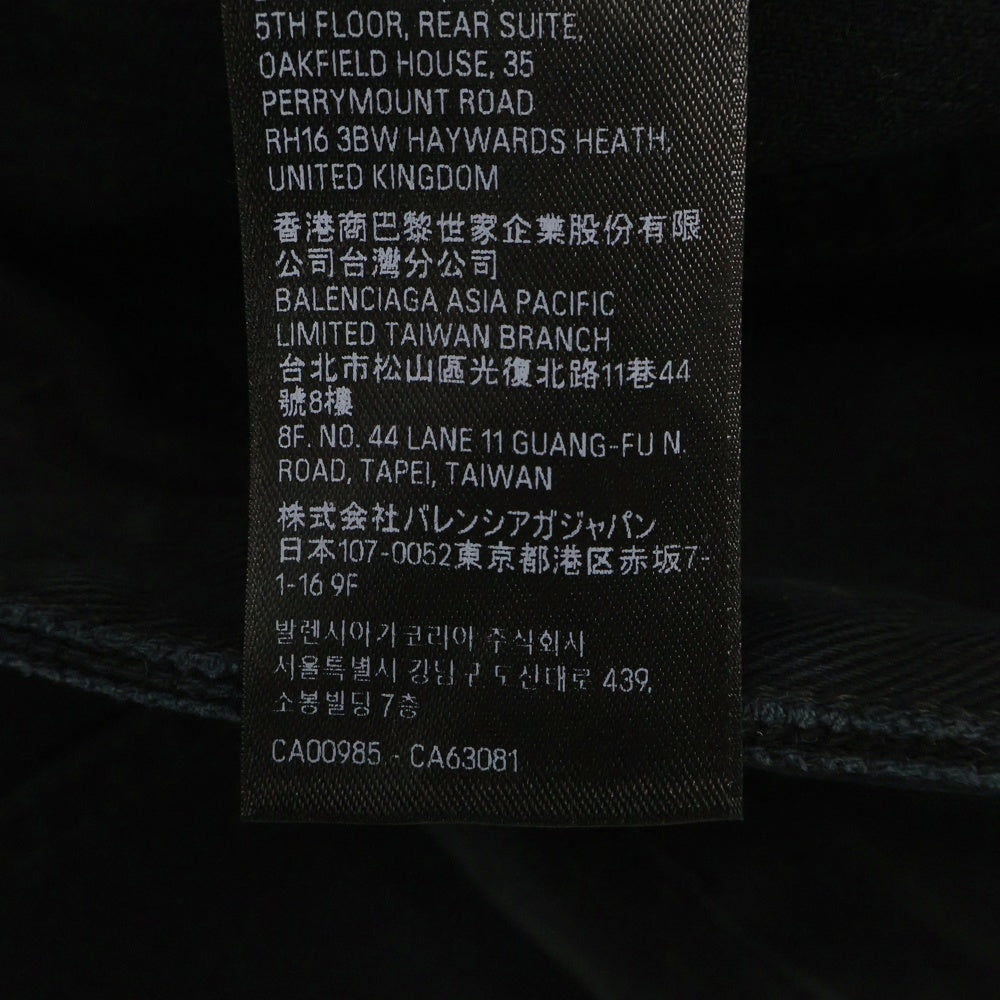 5TH FLOOR, REAR SUITE,
OAKFIELD HOUSE, 35
PERRYMOUNT ROAD
RH16 3BW HAYWARDS HEATH,
UNITED KINGDOM
香港商巴黎世家企業股份有限
公司台灣分公司
BALENCIAGA ASIA PACIFIC
LIMITED TAIWAN BRANCH
台北市松山區光復北路11巷44
號8樓
8F. NO. 44 LANE 11 GUANG-FU N.
ROAD, TAPEI, TAIWAN
株式会社バレンシアガジャパン
日本107-0052東京都港区赤坂7-
1-16 9F
발렌시아가코리아 주식회사
서울특별시 강남구 도산대로 439,
소봉빌딩 7층
CA00985 - CA63081